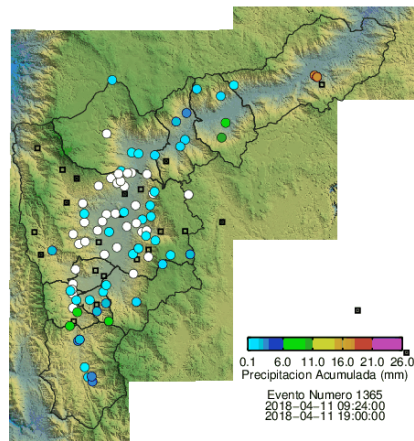 0.1 6.0 11.0 16.0 21.0 26.0
Precipitacion Acumulada (mm)
Evento Numero 1365
2018-04-11 09:24:00
2018-04-11 19:00:00